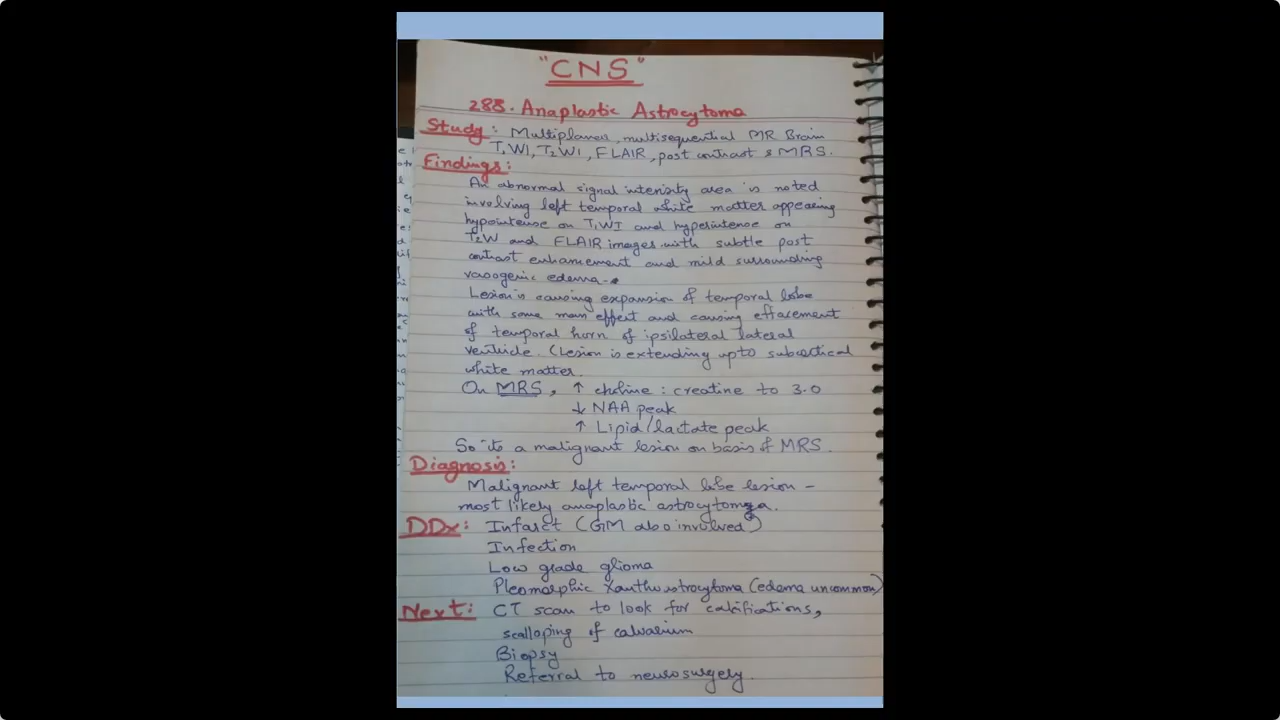 "CNS"
288. Anaplastic Astrocytoma
Study: Multiplanar, multisequential MR Brain
T1WI, T2WI, FLAIR, post contrast & MRS.
Findings:
An abnormal signal intensity area is noted
involving left temporal white matter appearing
hypointense on T1WI and hyperintense on
T2W and FLAIR images with subtle post
contrast enhancement and mild surrounding
vasogenic edema.
Lesion is causing expansion of temporal lobe
with some mass effect and causing effacement
of temporal horn of ipsilateral lateral
ventricle. (Lesion is extending upto subcortical
white matter.
On MRS, ↑ choline : creatine to 3.0
↓ NAA peak
↑ Lipid/lactate peak
So its a malignant lesion on basis of MRS.
Diagnosis:
Malignant left temporal lobe lesion -
most likely anaplastic astrocytoma.
DDx: Infarct (GM also involved)
Infection
Low grade glioma
Pleomorphic Xanthoastrocytoma (edema uncommon)
Next: CT scan to look for calcifications,
scalloping of calvarium
Biopsy
Referral to neurosurgery.